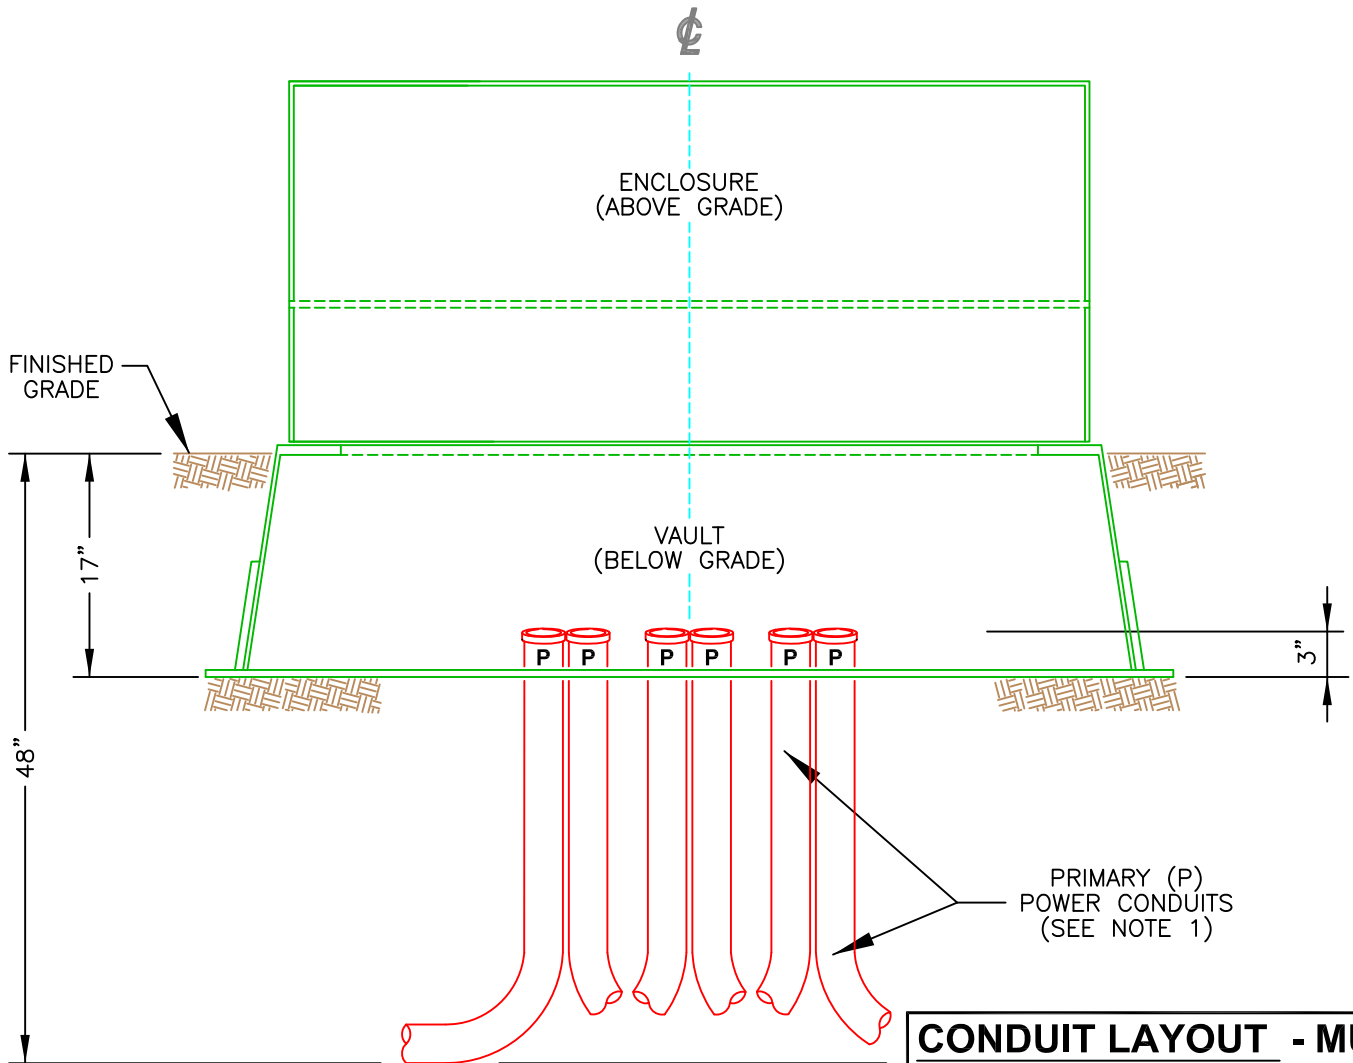 ℄
ENCLOSURE
(ABOVE GRADE)
FINISHED
GRADE
17"
VAULT
(BELOW GRADE)
3"
P P P P P P
48"
PRIMARY (P)
POWER CONDUITS
(SEE NOTE 1)
CONDUIT LAYOUT - MU